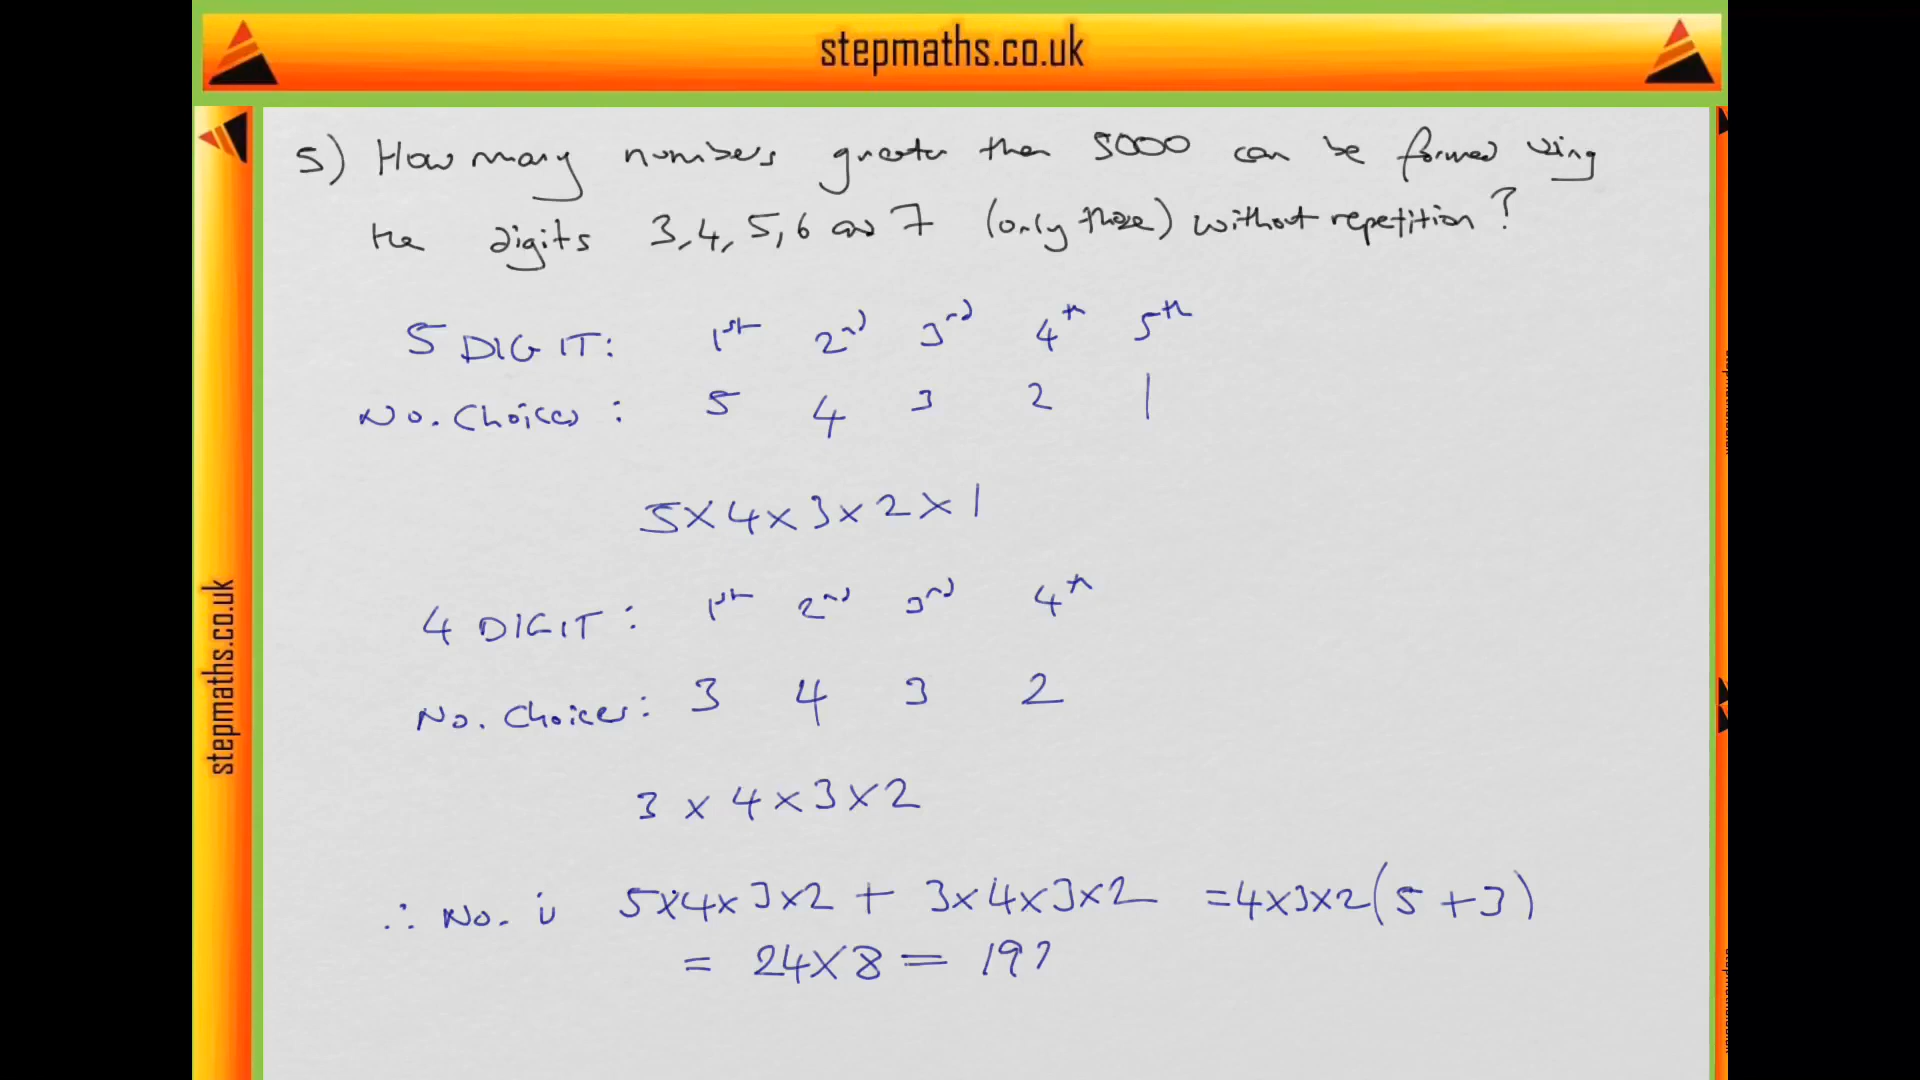 stepmaths.co.uk
5) How many numbers greater than 5000 can be formed using
the digits 3,4,5,6 and 7 (only these) without repetition?
5 DIGIT: 1st 2nd 3rd 4th 5th
No. Choices: 5 4 3 2 1
5×4×3×2×1
4 DIGIT: 1st 2nd 3rd 4th
No. Choices: 3 4 3 2
3×4×3×2
∴ No. is 5×4×3×2 + 3×4×3×2 = 4×3×2(5+3)
= 24×8 = 192
stepmaths.co.uk